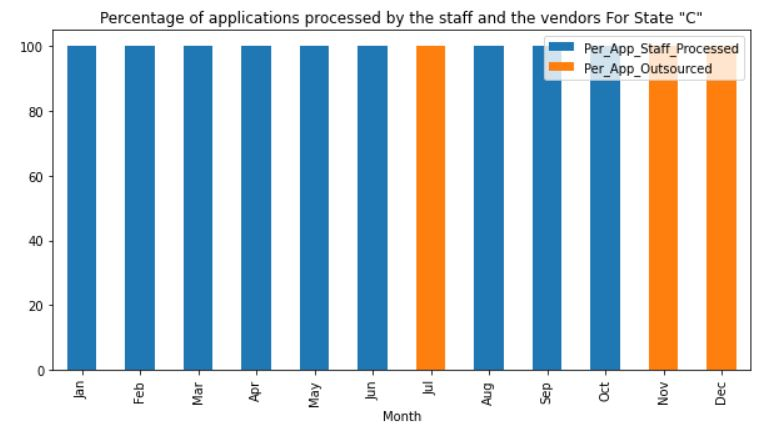 Percentage of applications processed by the staff and the vendors For State "C"
Per_App_Staff_Processed
Per_App_Outsourced
100
80
60
40
20
0
Jan
Feb
Mar
Apr
May
Jun
Jul
Aug
Sep
Oct
Nov
Dec
Month